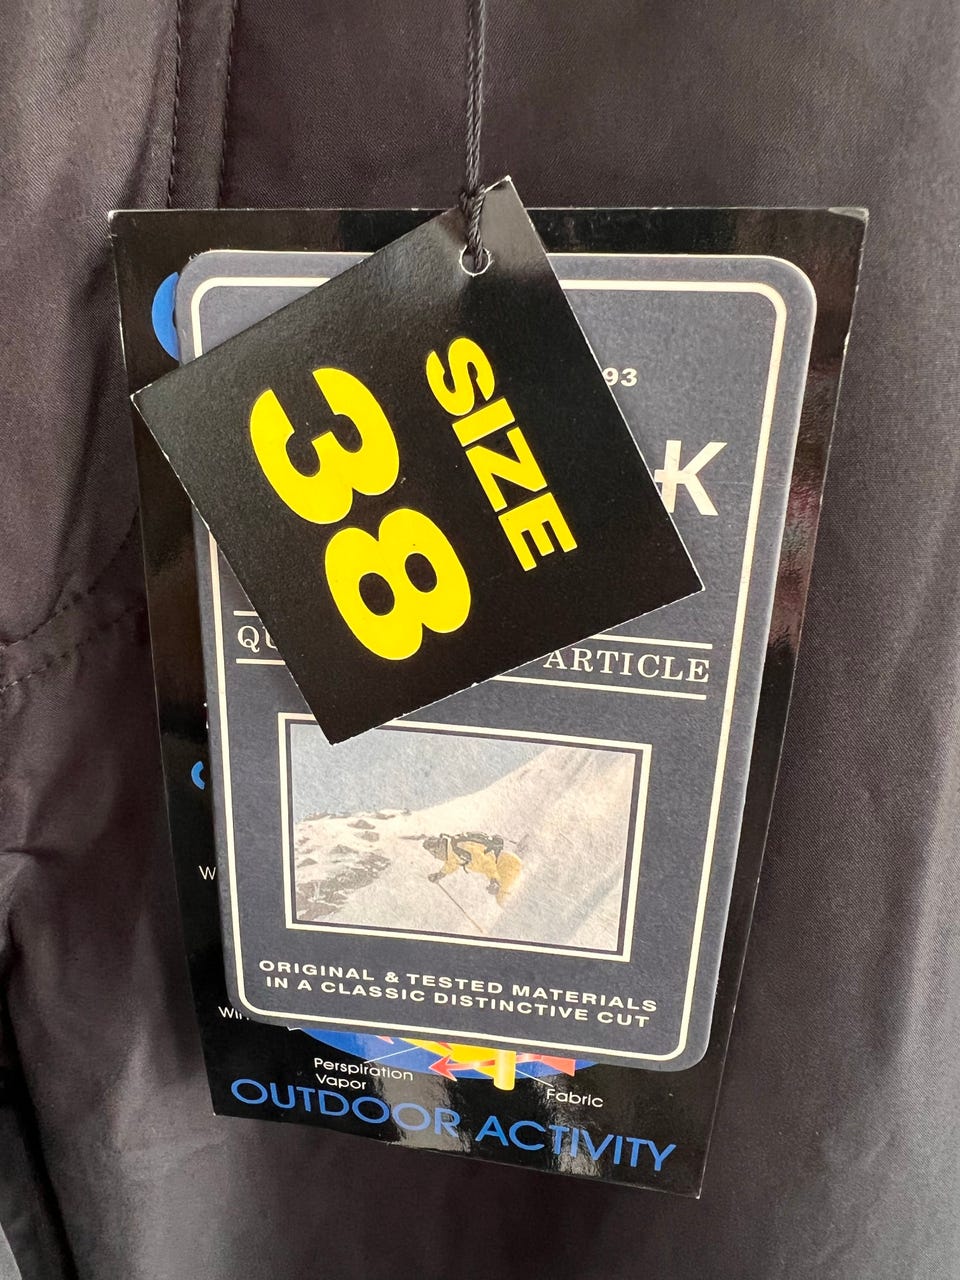 SIZE
38
93
K
ARTICLE
ORIGINAL & TESTED MATERIALS
IN A CLASSIC DISTINCTIVE CUT
Perspiration
Vapor
Fabric
OUTDOOR ACTIVITY